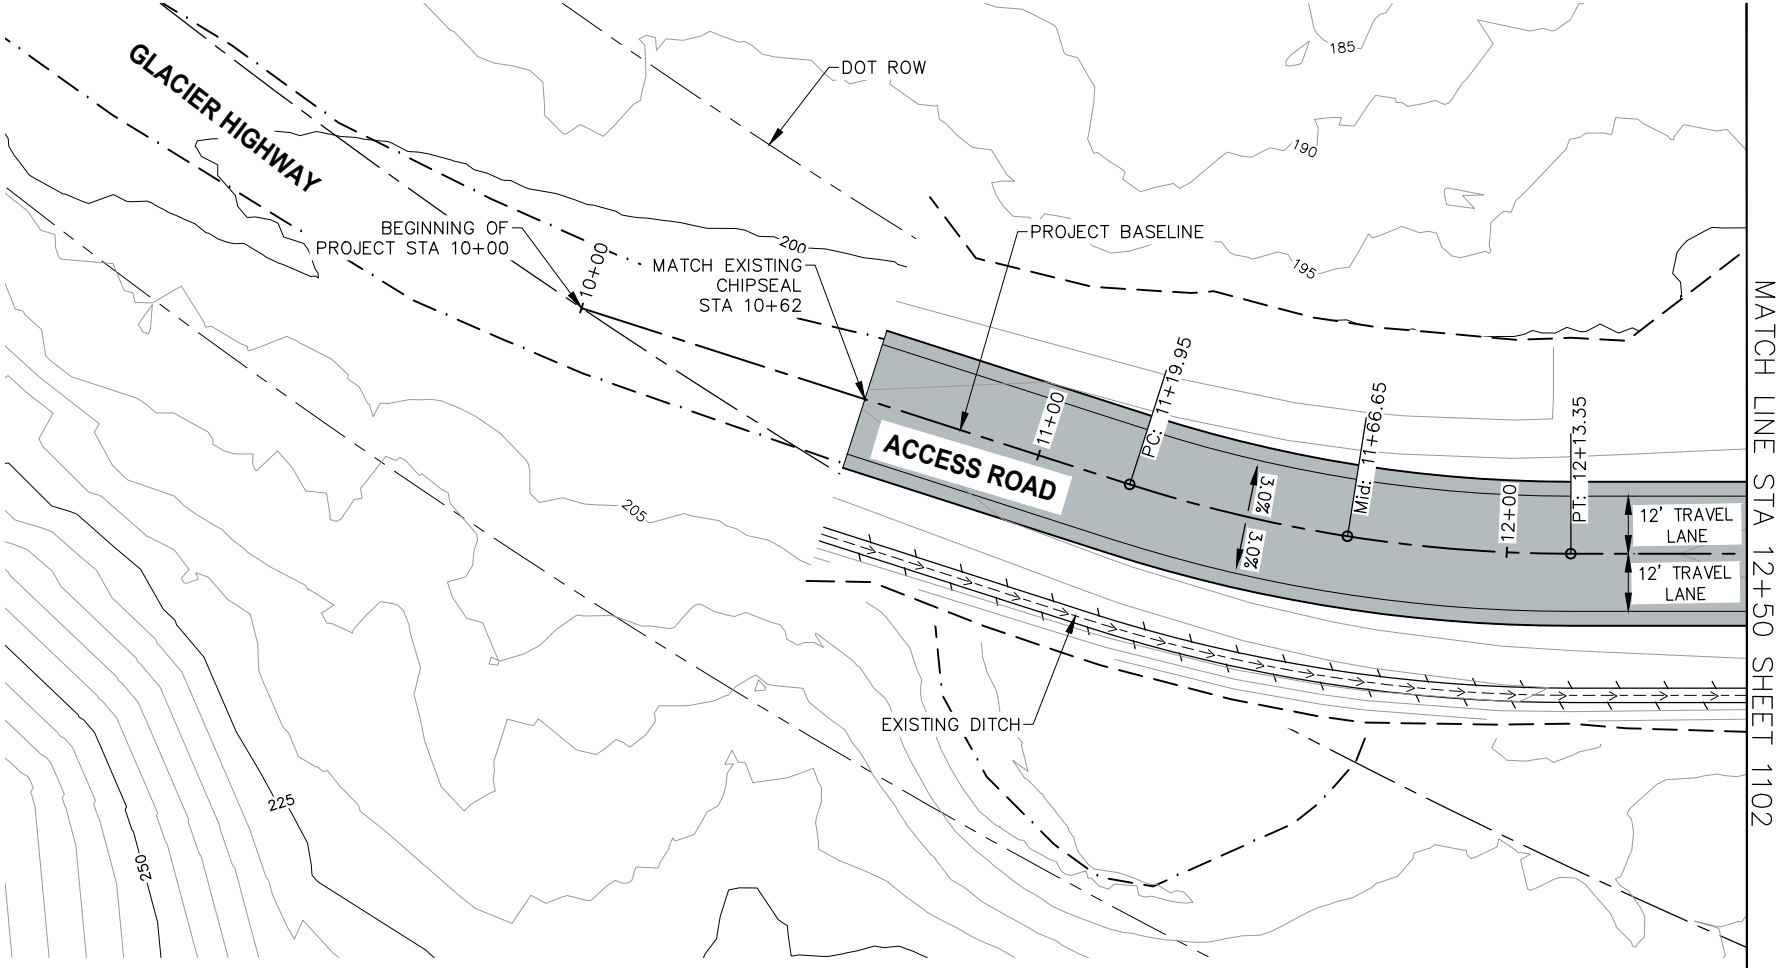 GLACIER HIGHWAY
DOT ROW
185
190
195
200
BEGINNING OF
PROJECT STA 10+00
10+00
MATCH EXISTING
CHIPSEAL
STA 10+62
PROJECT BASELINE
ACCESS ROAD
11+00
PC: 11+19.95
3.0%
3.0%
Mid: 11+66.65
12+00
PT: 12+13.35
12' TRAVEL
LANE
12' TRAVEL
LANE
205
EXISTING DITCH
225
250
MATCH LINE STA 12+50 SHEET 1102